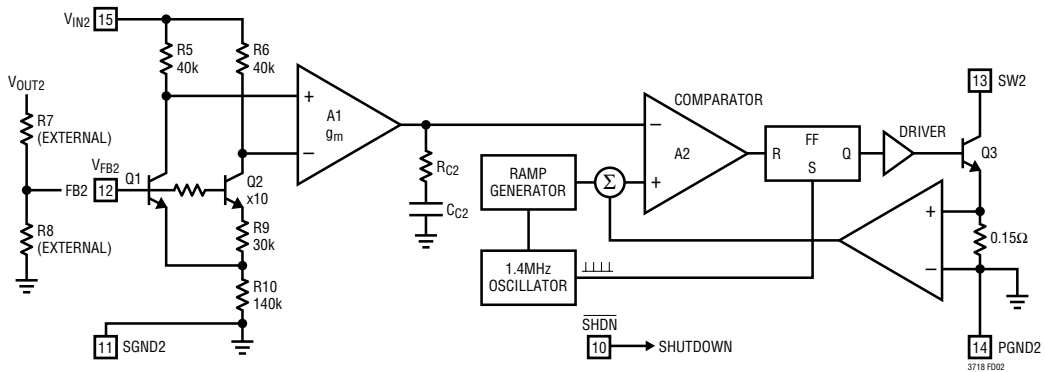 VIN2 15
R5
40k
R6
40k
VOUT2
R7
(EXTERNAL)
VFB2
FB2 12
R8
(EXTERNAL)
Q1
Q2
x10
R9
30k
R10
140k
11 SGND2
+
A1
gm
−
RC2
CC2
COMPARATOR
−
A2
+
RAMP
GENERATOR
Σ
1.4MHz
OSCILLATOR
FF
R Q
S
DRIVER
13 SW2
Q3
+
−
0.15Ω
SHDN
10 SHUTDOWN
14 PGND2
3718 FD02